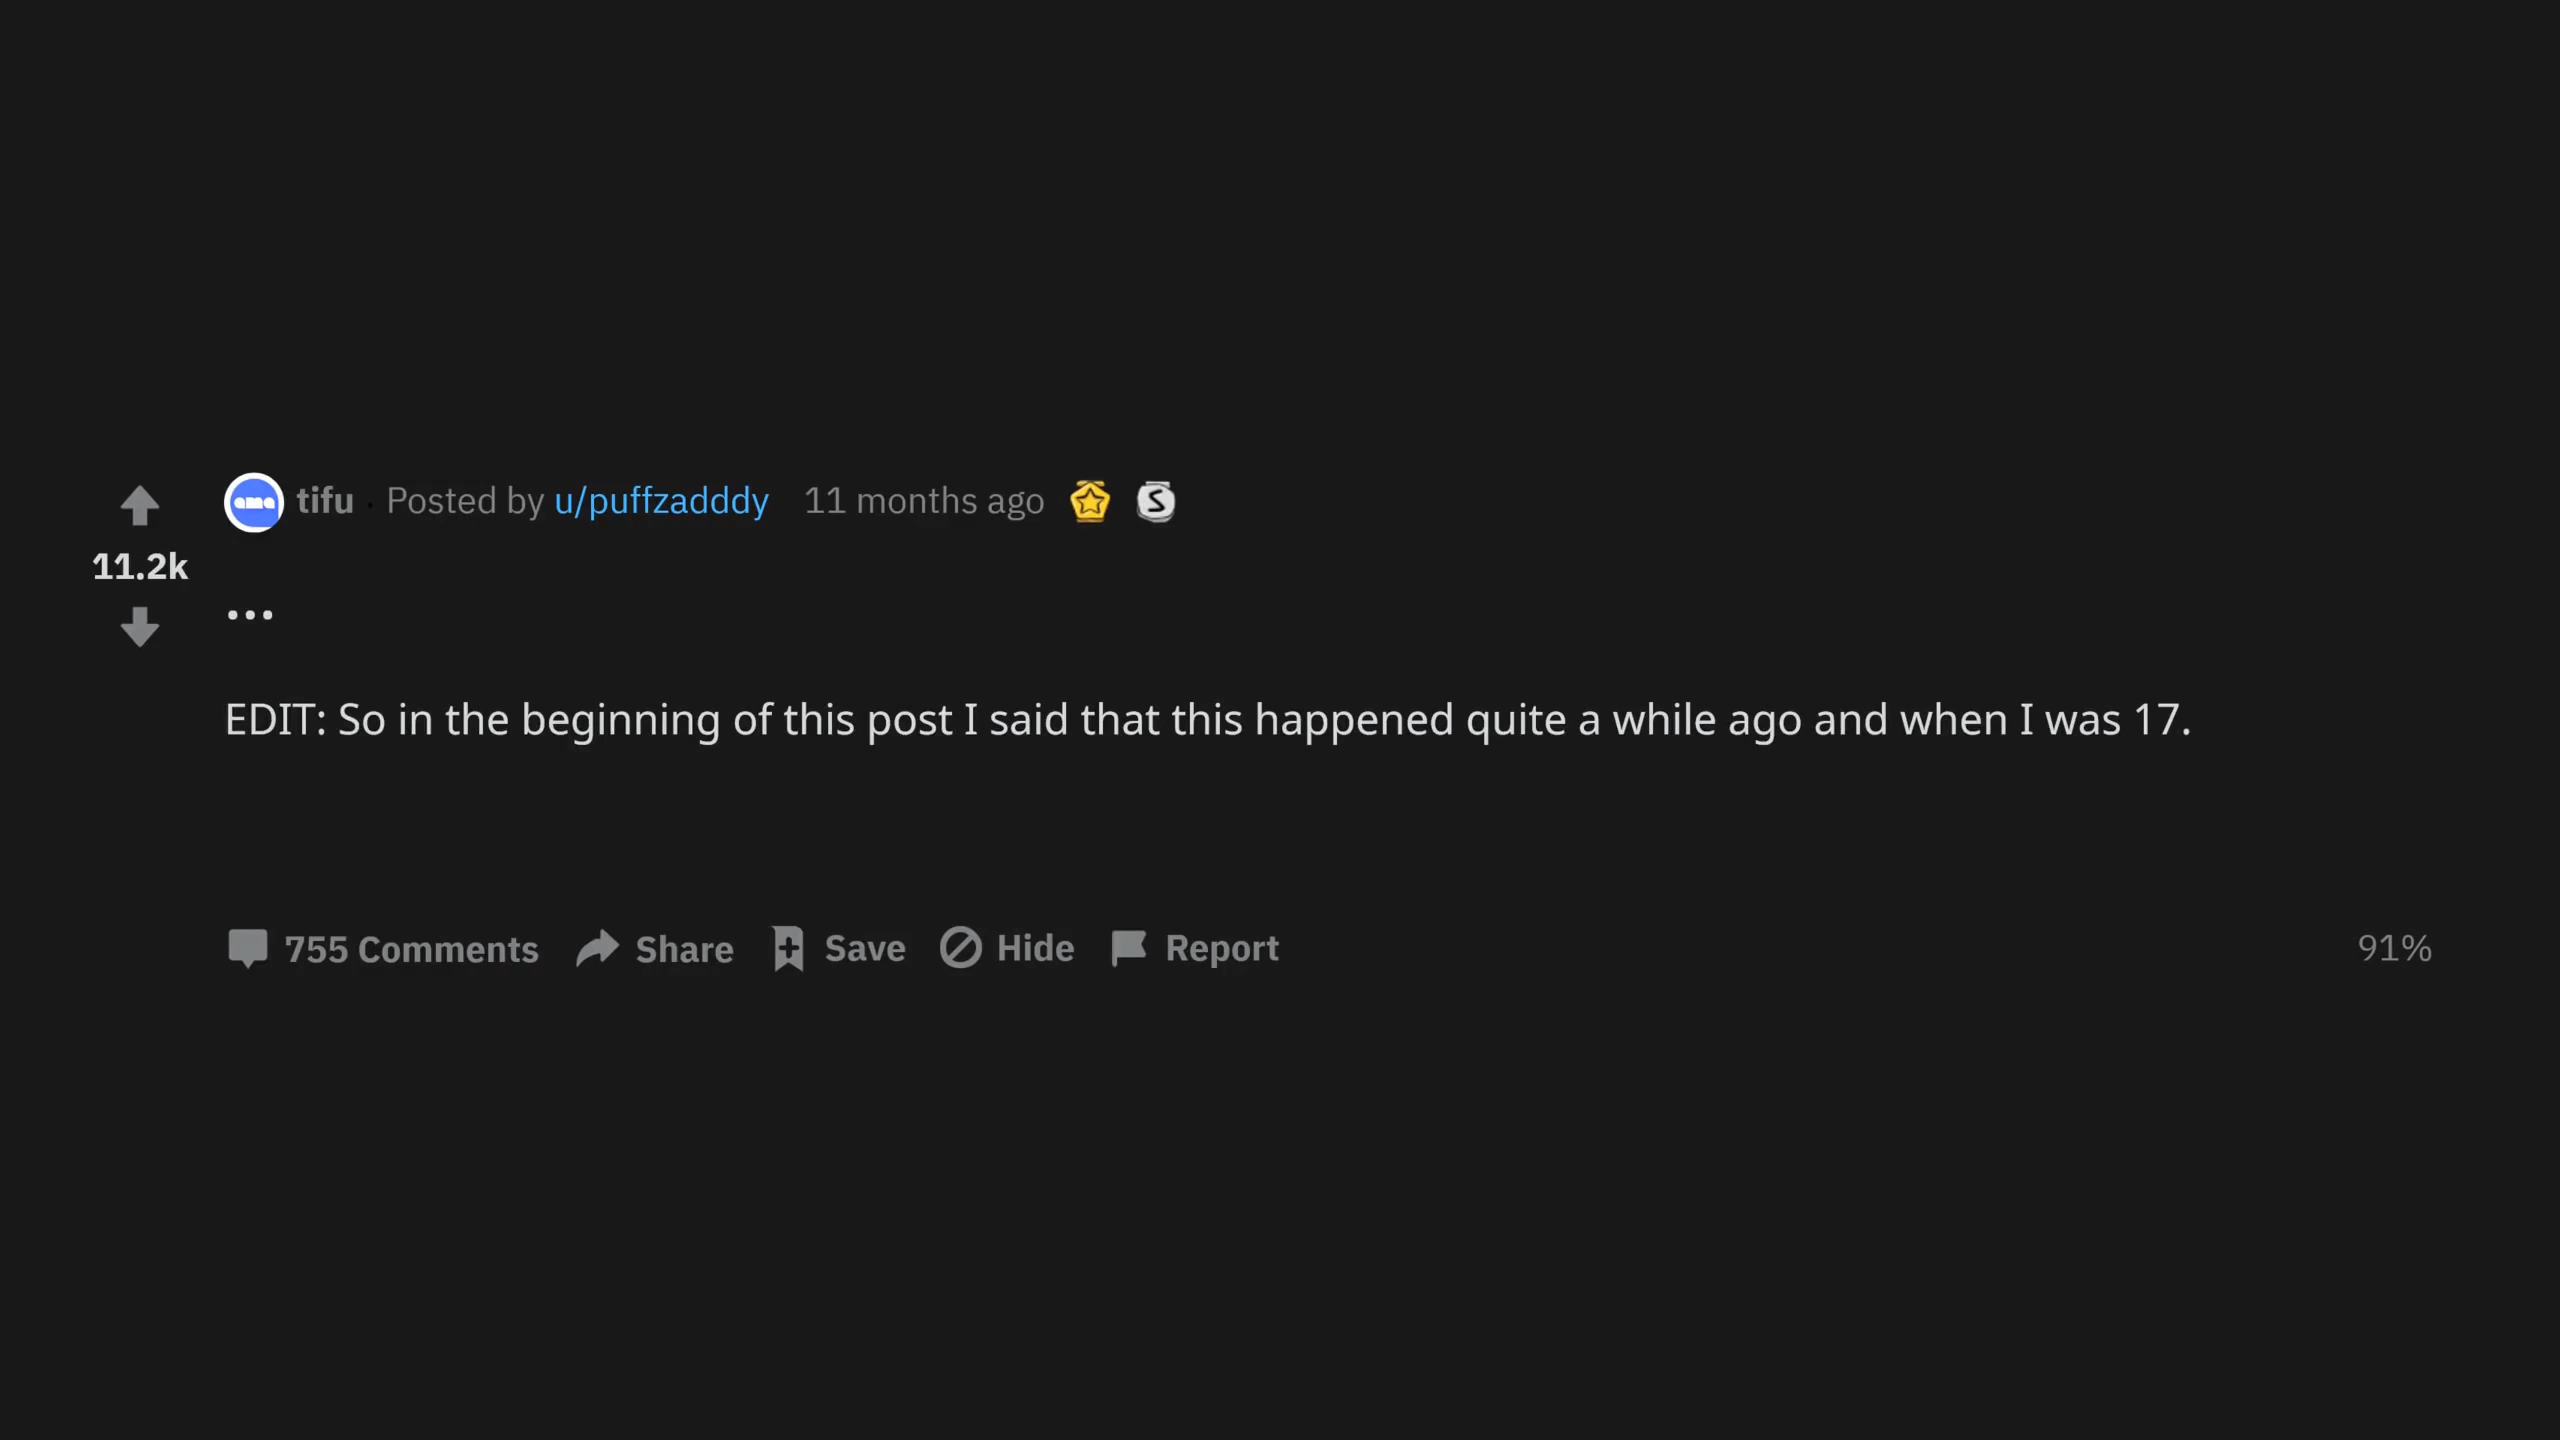 ama tifu · Posted by u/puffzadddy 11 months ago S
11.2k
...
EDIT: So in the beginning of this post I said that this happened quite a while ago and when I was 17.
755 Comments Share Save Hide Report 91%